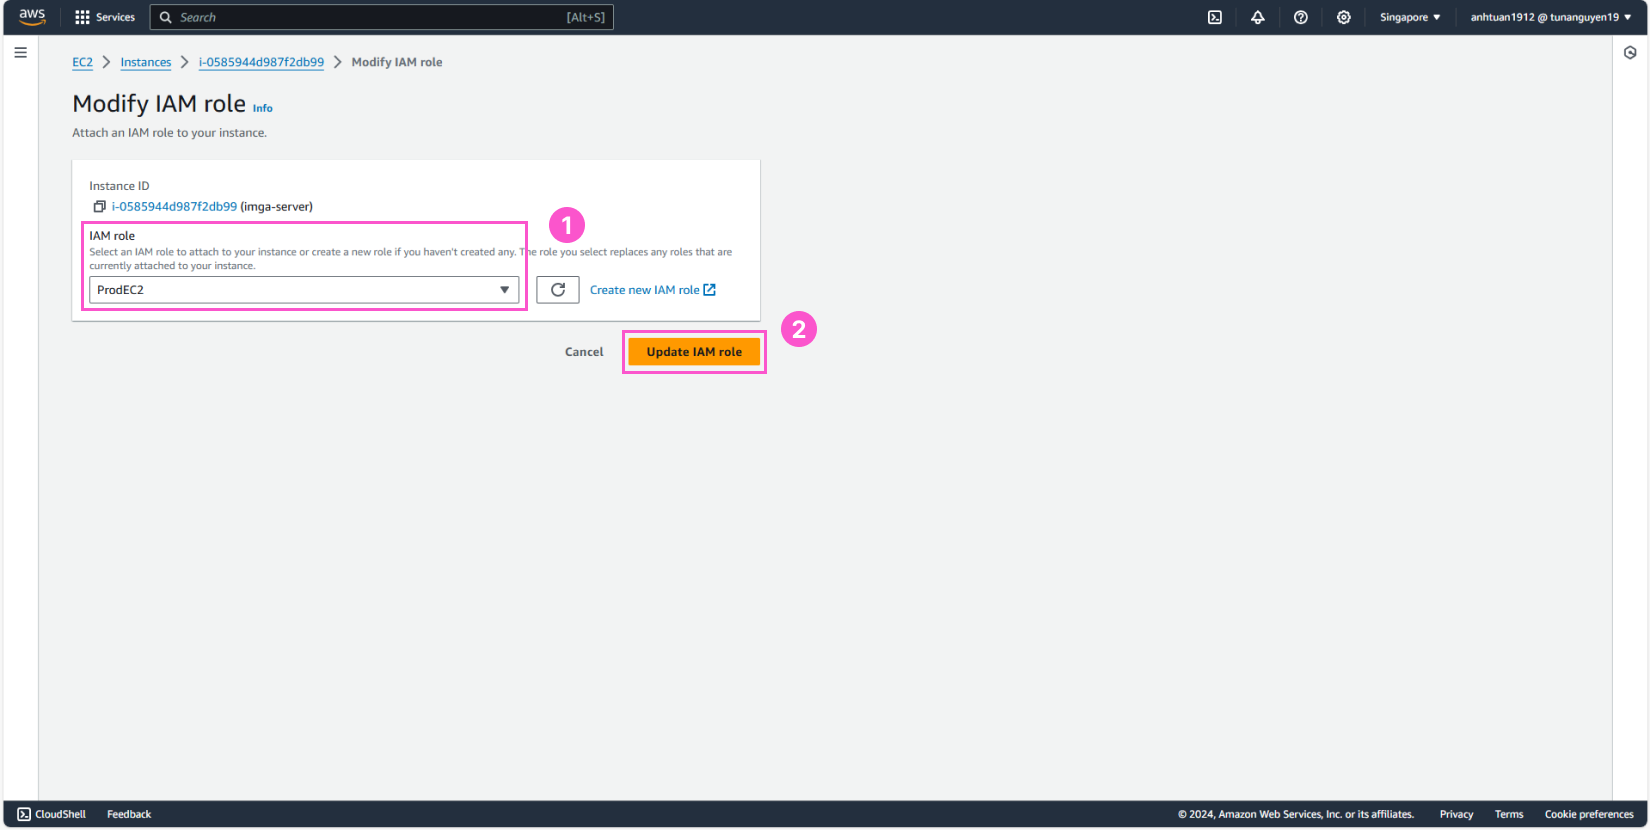 aws Services Search [Alt+S] Singapore anhtuan1912 @ tunanguyen19
EC2 Instances i-0585944d987f2db99 Modify IAM role
Modify IAM role Info
Attach an IAM role to your instance.
Instance ID
i-0585944d987f2db99 (imga-server)
1
IAM role
Select an IAM role to attach to your instance or create a new role if you haven't created any. The role you select replaces any roles that are
currently attached to your instance.
ProdEC2 Create new IAM role
2
Cancel Update IAM role
CloudShell Feedback © 2024, Amazon Web Services, Inc. or its affiliates. Privacy Terms Cookie preferences